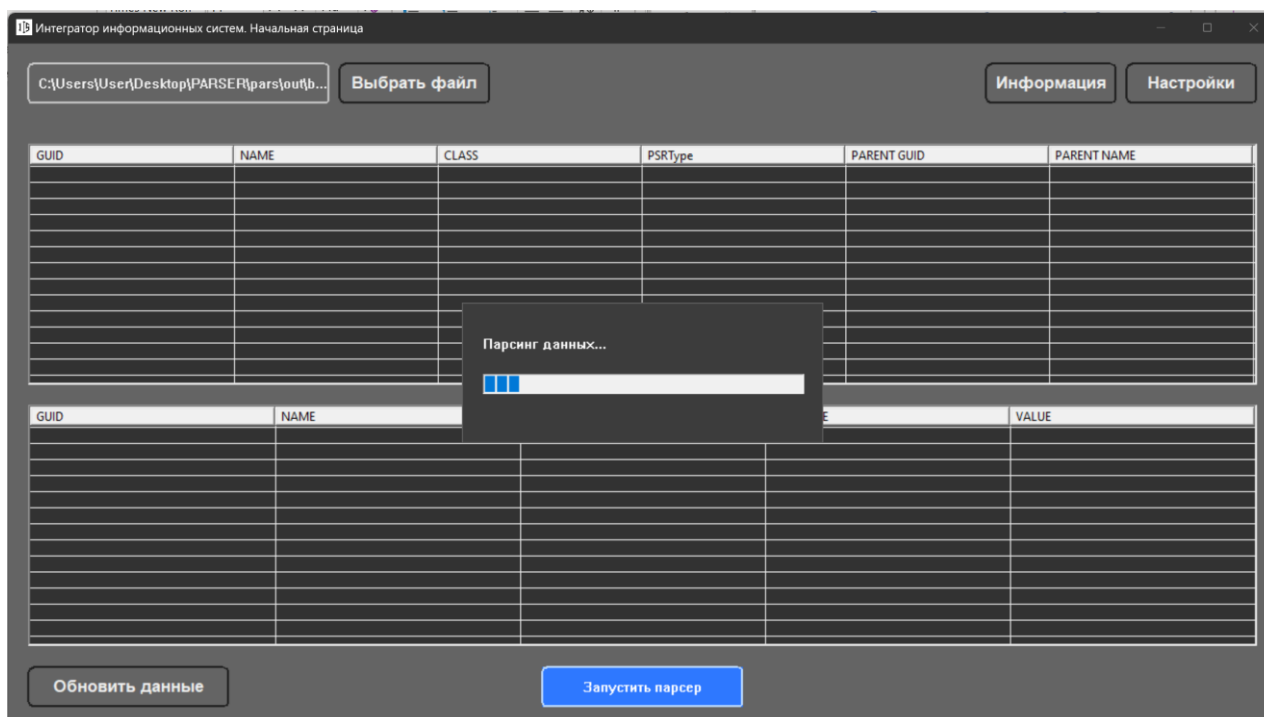 Интегратор информационных систем. Начальная страница
C:\Users\User\Desktop\PARSER\pars\out\b... Выбрать файл Информация Настройки
GUID NAME CLASS PSRType PARENT GUID PARENT NAME
Парсинг данных...
GUID NAME VALUE
Обновить данные Запустить парсер